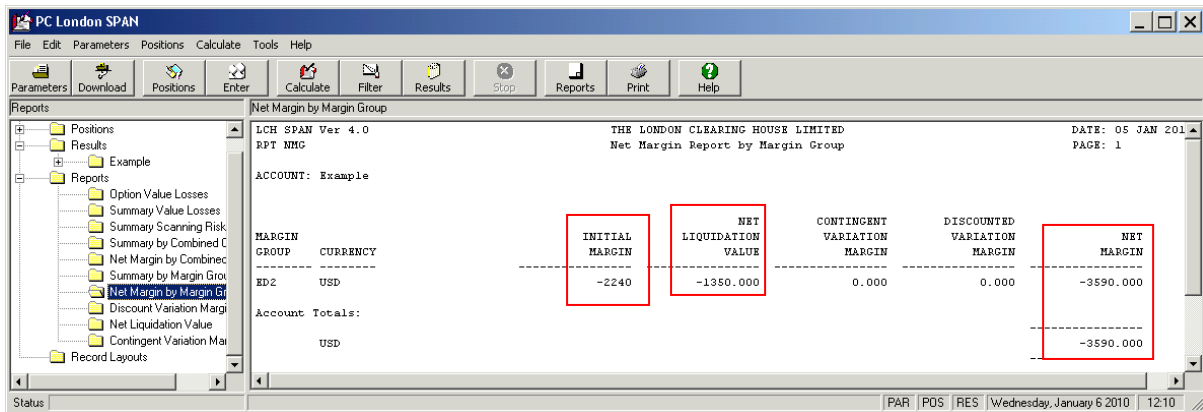 PC London SPAN
File Edit Parameters Positions Calculate Tools Help
Parameters Download Positions Enter Calculate Filter Results Stop Reports Print Help
Reports
Net Margin by Margin Group
Positions
Results
Example
Reports
Option Value Losses
Summary Value Losses
Summary Scanning Risk
Summary by Combined C
Net Margin by Combined
Summary by Margin Grou
Net Margin by Margin Gr
Discount Variation Margi
Net Liquidation Value
Contingent Variation Mar
Record Layouts
LCH SPAN Ver 4.0 THE LONDON CLEARING HOUSE LIMITED DATE: 05 JAN 201
RPT NMG Net Margin Report by Margin Group PAGE: 1
ACCOUNT: Example
NET CONTINGENT DISCOUNTED
MARGIN INITIAL LIQUIDATION VARIATION VARIATION NET
GROUP CURRENCY MARGIN VALUE MARGIN MARGIN MARGIN
ED2 USD -2240 -1350.000 0.000 0.000 -3590.000
Account Totals:
USD -3590.000
Status PAR POS RES Wednesday, January 6 2010 12:10